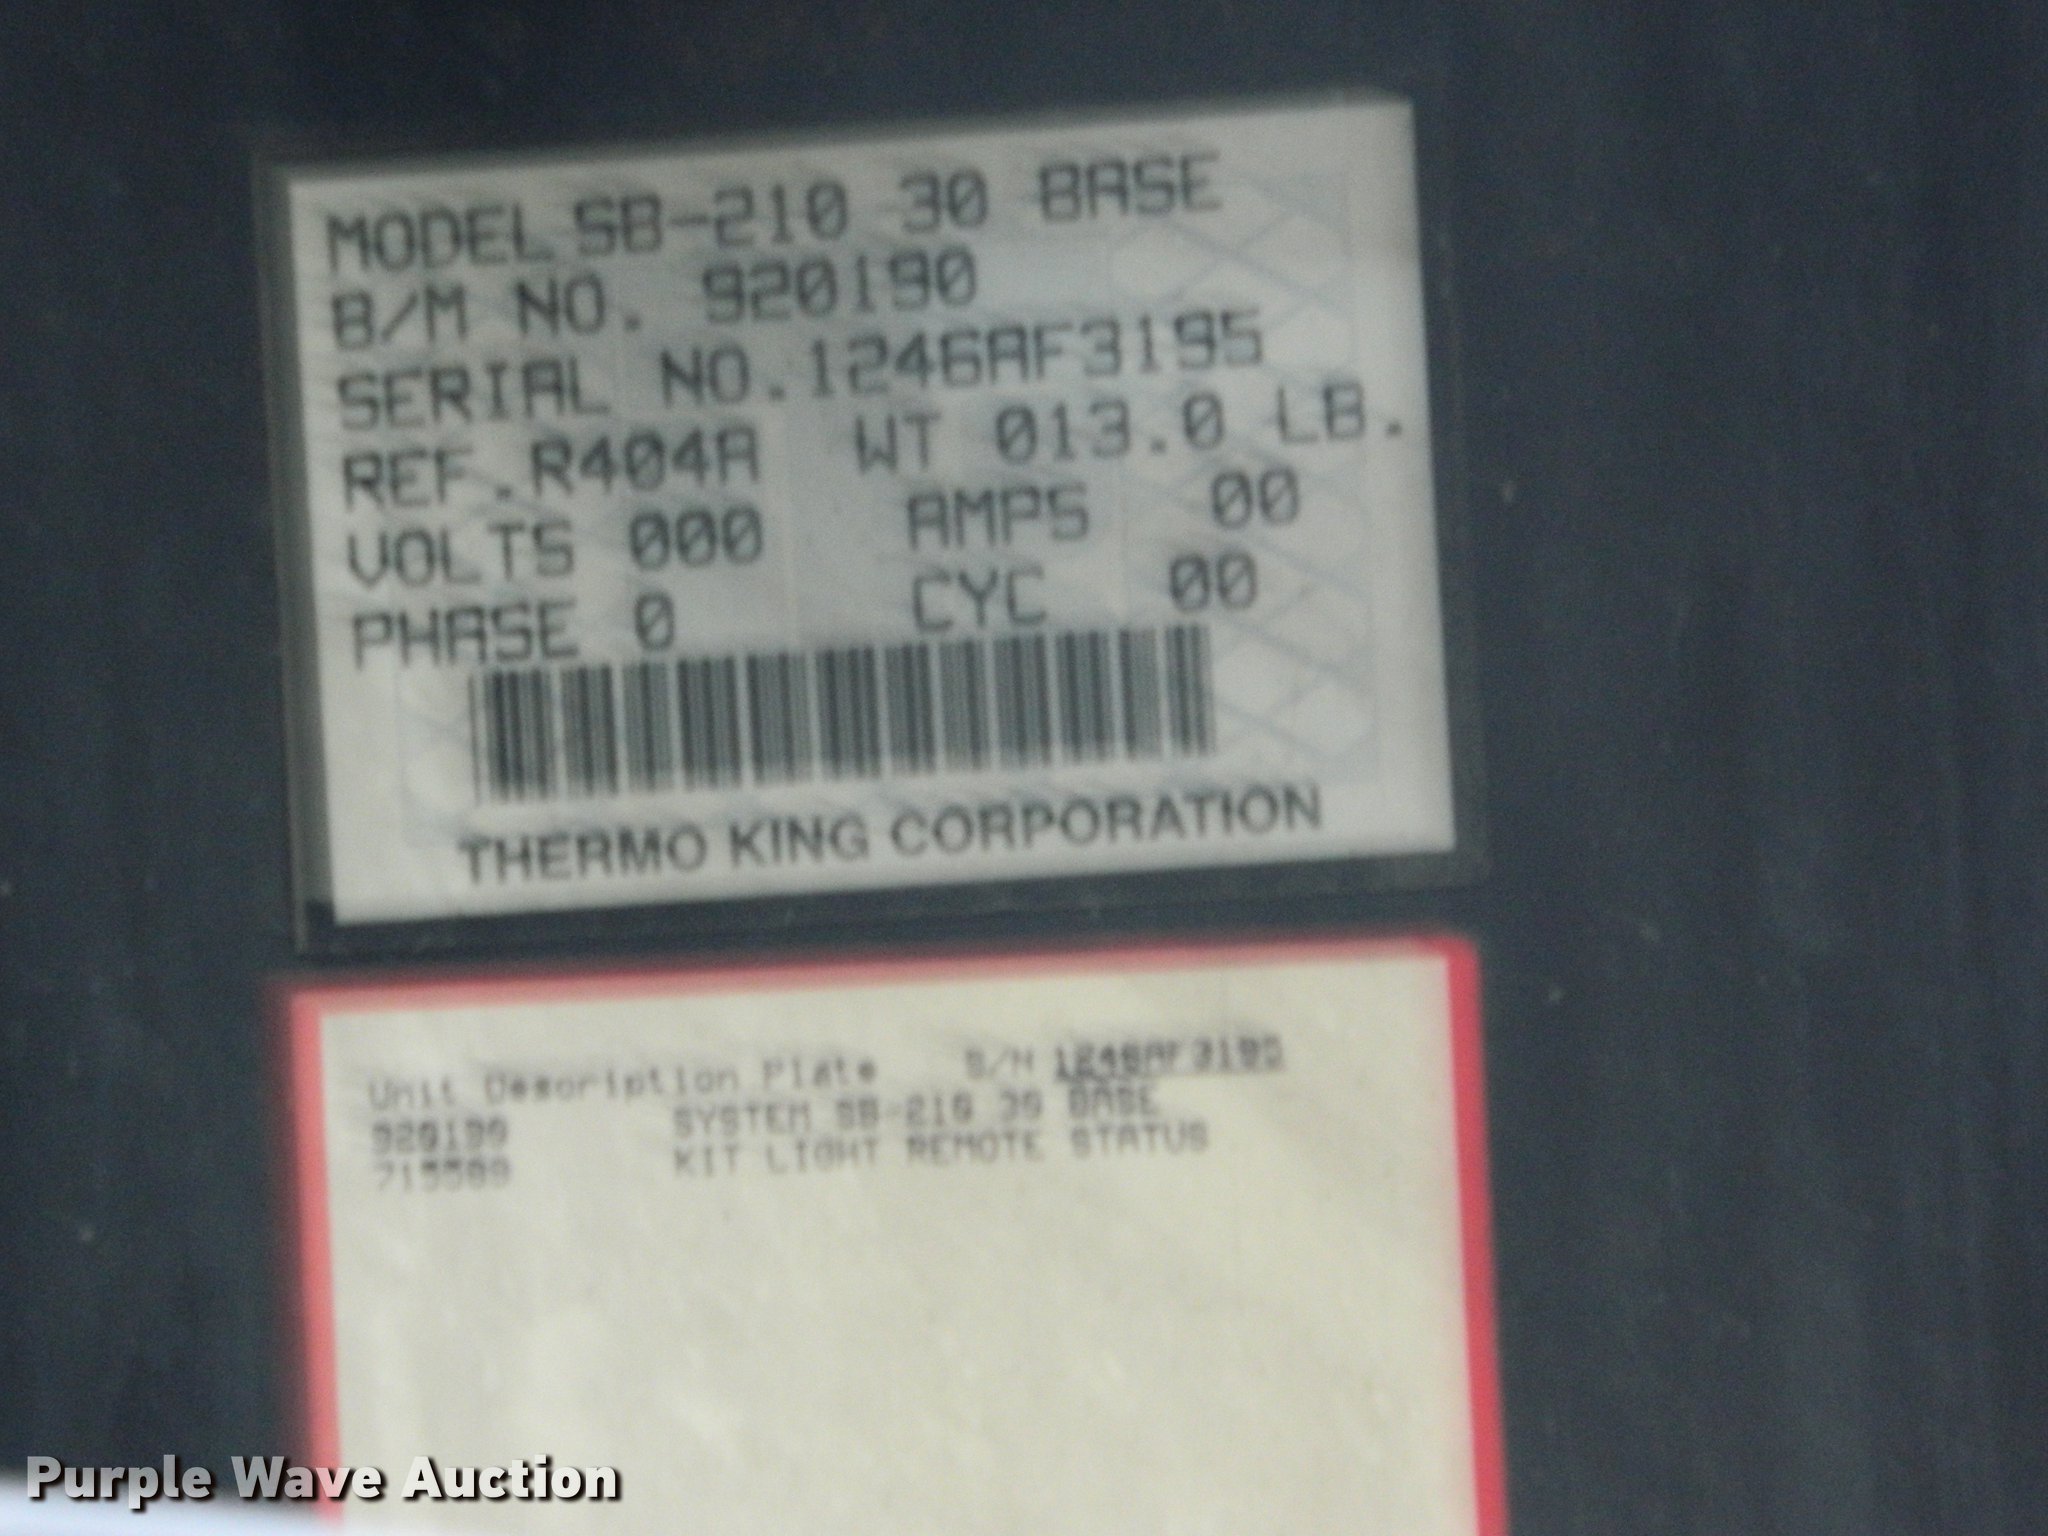 MODEL SB-210 30 BASE
B/M NO. 920190
SERIAL NO. 1246AF3195
REF. R404A WT 013.0 LB.
VOLTS 000 AMPS 00
PHASE 0 CYC 00
THERMO KING CORPORATION
Unit Description Plate S/N 1246AF3195
920190 SYSTEM SB-210 30 BASE
KIT LIGHT REMOTE STATUS
Purple Wave Auction